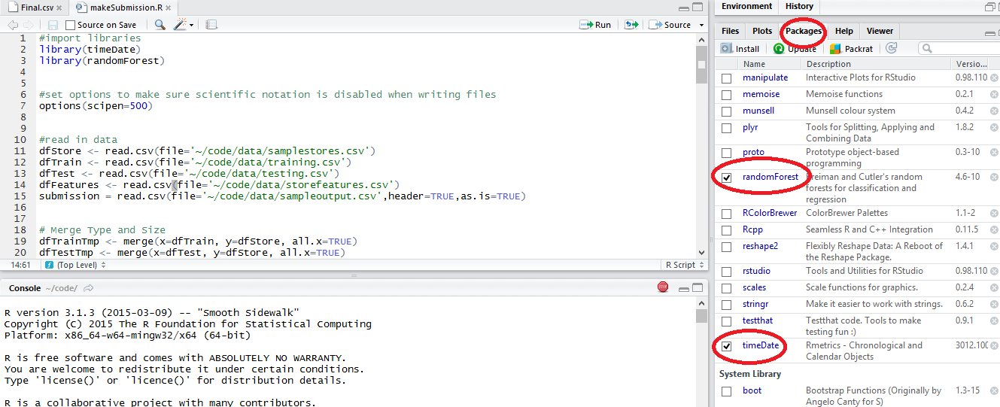 Final.csv
makeSubmission.R
Source on Save
Run
Source
1 #import libraries
2 library(timeDate)
3 library(randomForest)
4
5
6 #set options to make sure scientific notation is disabled when writing files
7 options(scipen=500)
8
9
10 #read in data
11 dfStore <- read.csv(file='~/code/data/samplestores.csv')
12 dfTrain <- read.csv(file='~/code/data/training.csv')
13 dfTest <- read.csv(file='~/code/data/testing.csv')
14 dfFeatures <- read.csv(file='~/code/data/storefeatures.csv')
15 submission = read.csv(file='~/code/data/sampleoutput.csv',header=TRUE,as.is=TRUE)
16
17
18 # Merge Type and Size
19 dfTrainTmp <- merge(x=dfTrain, y=dfStore, all.x=TRUE)
20 dfTestTmp <- merge(x=dfTest, y=dfStore, all.x=TRUE)
14:61 (Top Level) R Script
Console ~/code/
STOP
R version 3.1.3 (2015-03-09) -- "Smooth Sidewalk"
Copyright (C) 2015 The R Foundation for Statistical Computing
Platform: x86_64-w64-mingw32/x64 (64-bit)
R is free software and comes with ABSOLUTELY NO WARRANTY.
You are welcome to redistribute it under certain conditions.
Type 'license()' or 'licence()' for distribution details.
R is a collaborative project with many contributors.
Environment History
Files Plots Packages Help Viewer
Install Update Packrat
Name Description Versio...
manipulate Interactive Plots for RStudio 0.98.110
memoise Memoise functions 0.2.1
munsell Munsell colour system 0.4.2
plyr Tools for Splitting, Applying and 1.8.2
Combining Data
proto Prototype object-based 0.3-10
programming
randomForest Breiman and Cutler's random 4.6-10
forests for classification and
regression
RColorBrewer ColorBrewer Palettes 1.1-2
Rcpp Seamless R and C++ Integration 0.11.5
reshape2 Flexibly Reshape Data: A Reboot of 1.4.1
the Reshape Package.
rstudio Tools and Utilities for RStudio 0.98.110
scales Scale functions for graphics. 0.2.4
stringr Make it easier to work with strings. 0.6.2
testthat Testthat code. Tools to make 0.9.1
testing fun :)
timeDate Rmetrics - Chronological and 3012.100
Calendar Objects
System Library
boot Bootstrap Functions (Originally by 1.3-15
Angelo Canty for S)